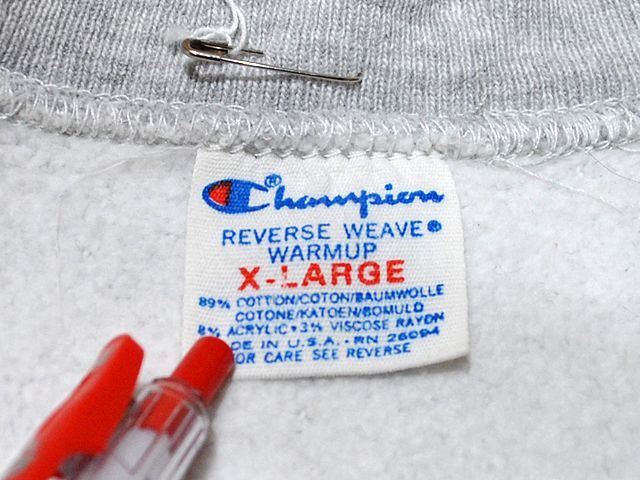 Champion®
REVERSE WEAVE®
WARMUP
X-LARGE
89% COTTON/COTON/BAUMWOLLE
COTONE/KATOEN/BOMULD
8% ACRYLIC • 3% VISCOSE RAYON
DE IN U.S.A. - RN 26094
OR CARE SEE REVERSE